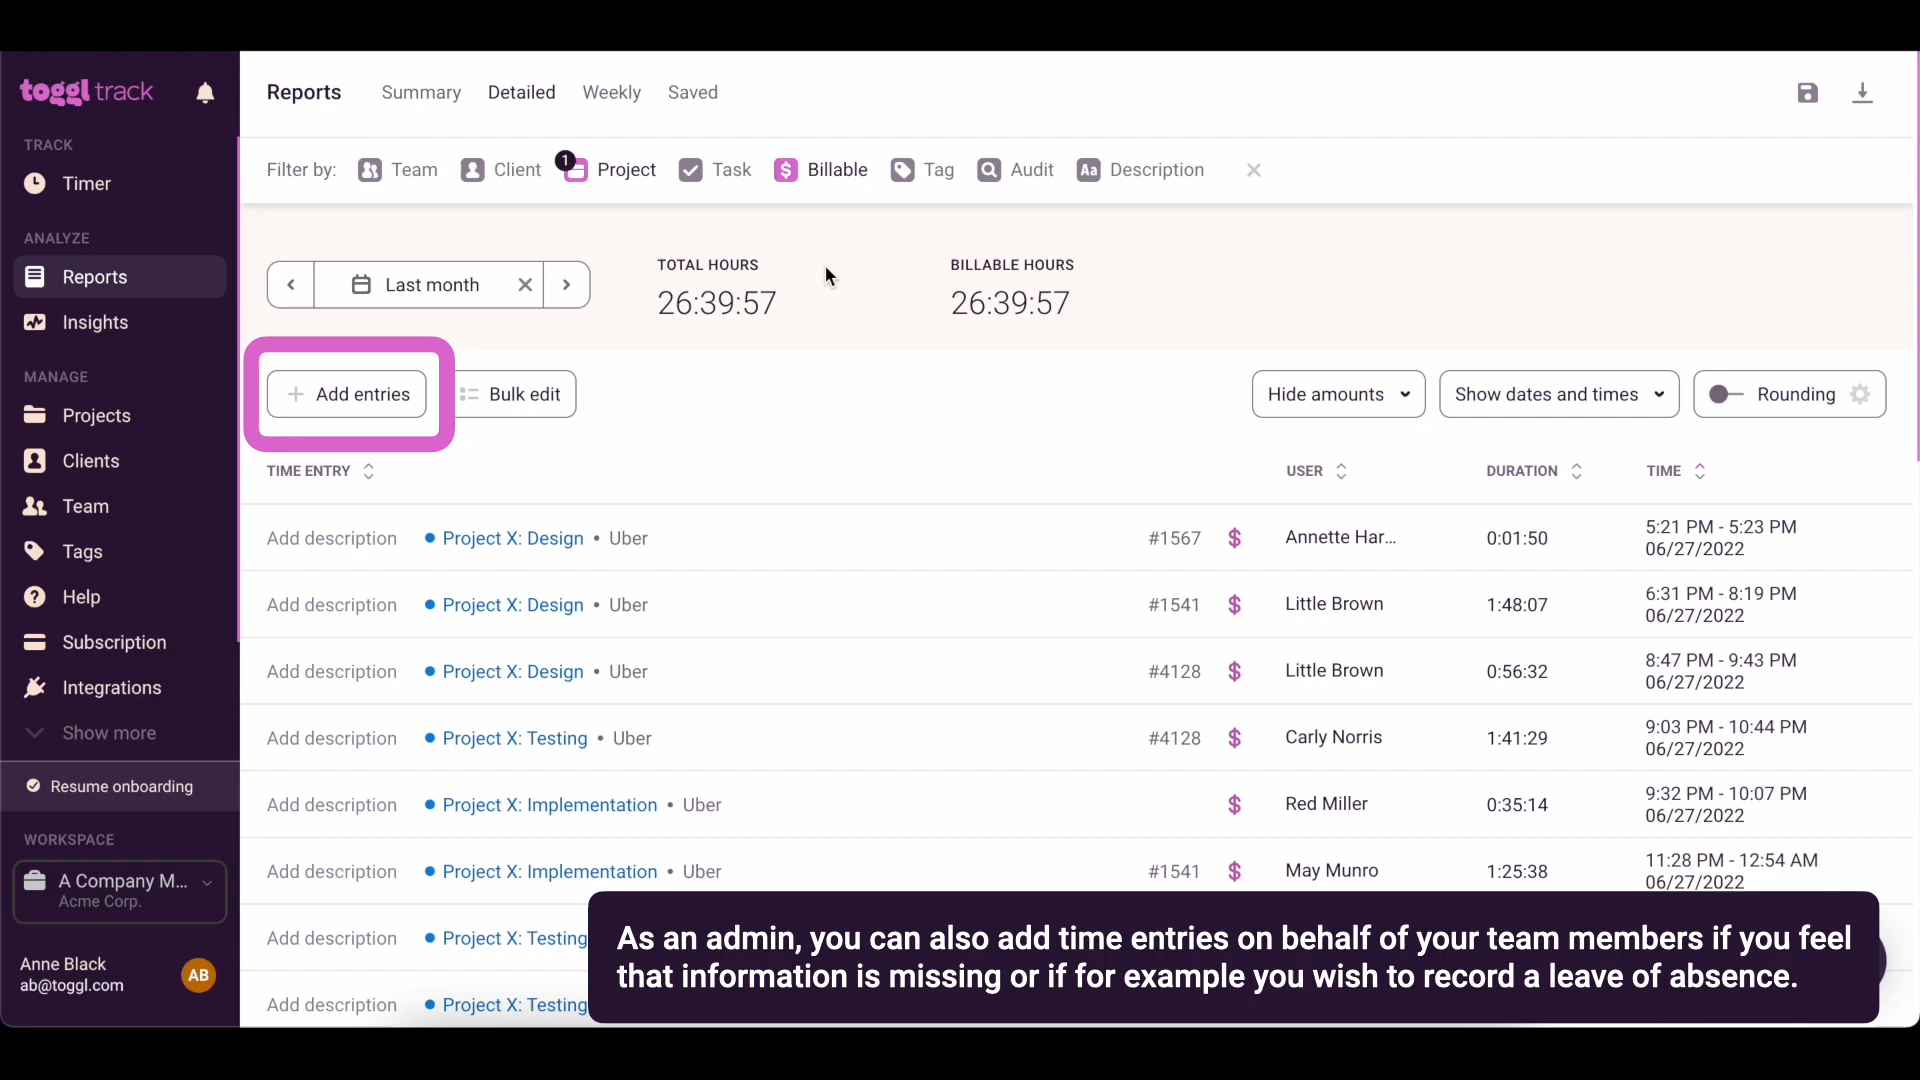 toggl track
TRACK
Timer
ANALYZE
Reports
Insights
MANAGE
Projects
Clients
Team
Tags
Help
Subscription
Integrations
Show more
Resume onboarding
WORKSPACE
A Company M...
Acme Corp.
Anne Black
ab@toggl.com
AB
Reports Summary Detailed Weekly Saved
Filter by: Team Client 1 Project Task $ Billable Tag Audit Aa Description
Last month
TOTAL HOURS
26:39:57
BILLABLE HOURS
26:39:57
Add entries Bulk edit Hide amounts Show dates and times Rounding
TIME ENTRY USER DURATION TIME
Add description • Project X: Design • Uber #1567 $ Annette Har... 0:01:50 5:21 PM - 5:23 PM
06/27/2022
Add description • Project X: Design • Uber #1541 $ Little Brown 1:48:07 6:31 PM - 8:19 PM
06/27/2022
Add description • Project X: Design • Uber #4128 $ Little Brown 0:56:32 8:47 PM - 9:43 PM
06/27/2022
Add description • Project X: Testing • Uber #4128 $ Carly Norris 1:41:29 9:03 PM - 10:44 PM
06/27/2022
Add description • Project X: Implementation • Uber $ Red Miller 0:35:14 9:32 PM - 10:07 PM
06/27/2022
Add description • Project X: Implementation • Uber #1541 $ May Munro 1:25:38 11:28 PM - 12:54 AM
06/27/2022
Add description • Project X: Testing
Add description • Project X: Testing
As an admin, you can also add time entries on behalf of your team members if you feel
that information is missing or if for example you wish to record a leave of absence.